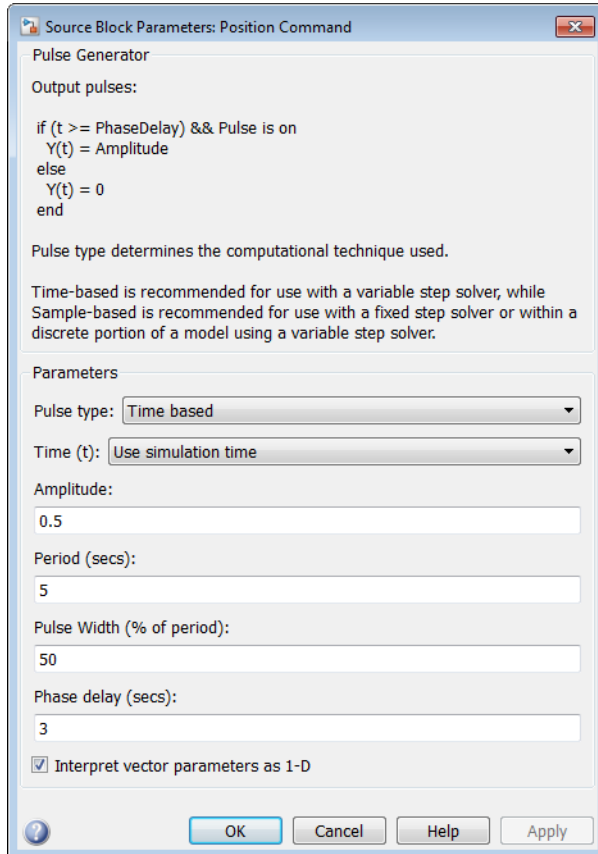 Source Block Parameters: Position Command
Pulse Generator
Output pulses:
if (t >= PhaseDelay) && Pulse is on
Y(t) = Amplitude
else
Y(t) = 0
end
Pulse type determines the computational technique used.
Time-based is recommended for use with a variable step solver, while
Sample-based is recommended for use with a fixed step solver or within a
discrete portion of a model using a variable step solver.
Parameters
Pulse type: Time based
Time (t): Use simulation time
Amplitude:
0.5
Period (secs):
5
Pulse Width (% of period):
50
Phase delay (secs):
3
Interpret vector parameters as 1-D
? OK Cancel Help Apply